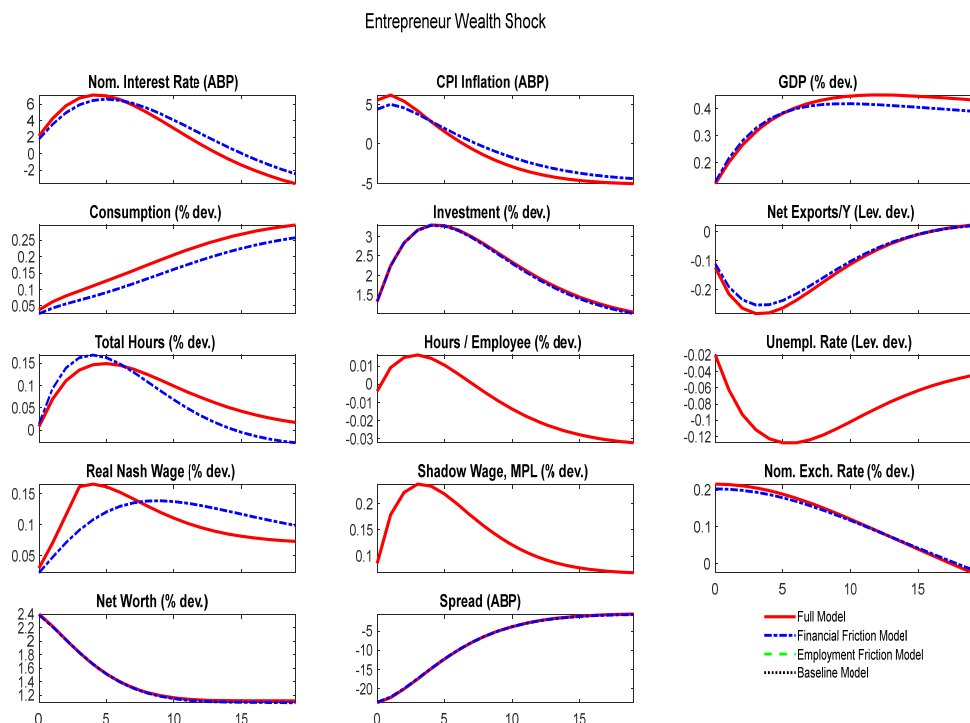 Entrepreneur Wealth Shock
Nom. Interest Rate (ABP)
6
4
2
0
-2
CPI Inflation (ABP)
5
0
-5
GDP (% dev.)
0.4
0.3
0.2
Consumption (% dev.)
0.25
0.2
0.15
0.1
0.05
Investment (% dev.)
3
2.5
2
1.5
Net Exports/Y (Lev. dev.)
0
-0.1
-0.2
Total Hours (% dev.)
0.15
0.1
0.05
0
Hours / Employee (% dev.)
0.01
0
-0.01
-0.02
-0.03
Unempl. Rate (Lev. dev.)
-0.02
-0.04
-0.06
-0.08
-0.1
-0.12
Real Nash Wage (% dev.)
0.15
0.1
0.05
Shadow Wage, MPL (% dev.)
0.2
0.15
0.1
Nom. Exch. Rate (% dev.)
0.2
0.1
0
0 5 10 15
Net Worth (% dev.)
2.4
2.2
2
1.8
1.6
1.4
1.2
0 5 10 15
Spread (ABP)
-5
-10
-15
-20
0 5 10 15
Full Model
Financial Friction Model
Employment Friction Model
Baseline Model